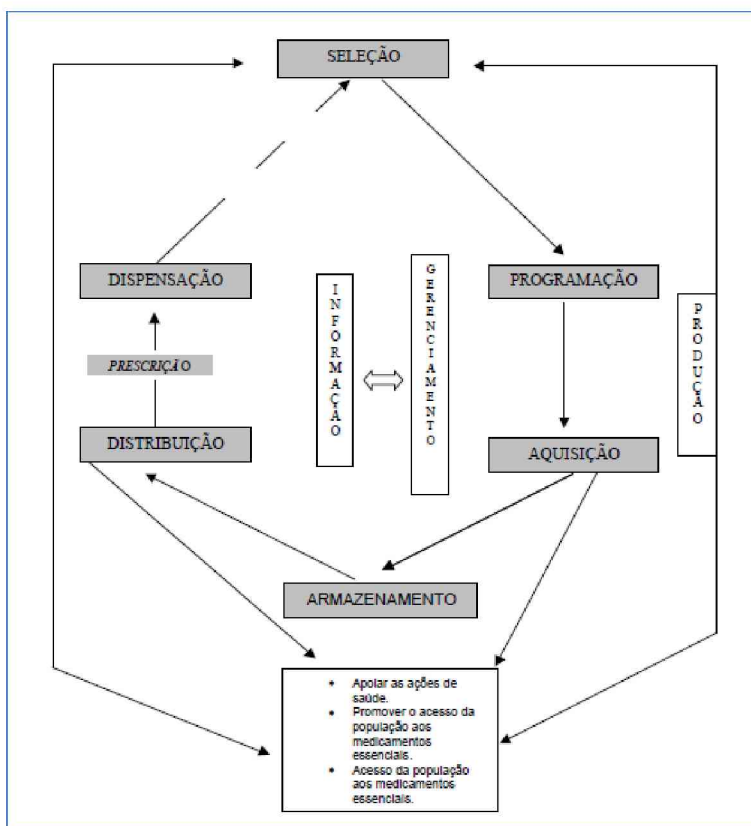 SELEÇÃO
DISPENSAÇÃO
INFORMAÇÃO
GERENCIAMENTO
PROGRAMAÇÃO
PRODUÇÃO
PRESCRIÇÃO
DISTRIBUIÇÃO
AQUISIÇÃO
ARMAZENAMENTO
• Apoiar as ações de
saúde.
• Promover o acesso da
população aos
medicamentos
essenciais.
• Acesso da população
aos medicamentos
essenciais.